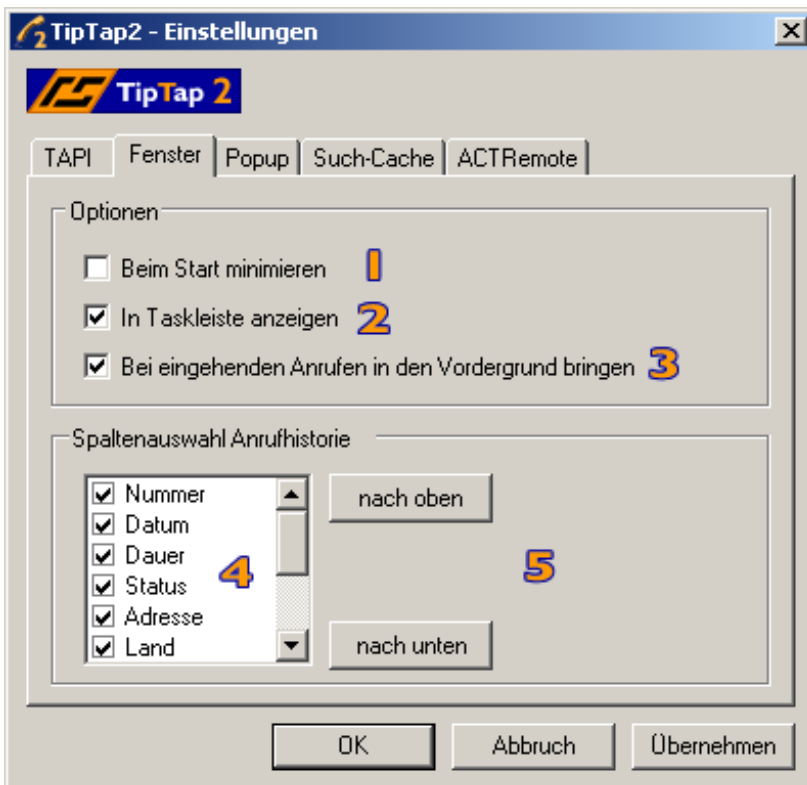 TipTap2 - Einstellungen
TipTap 2
TAPI Fenster Popup Such-Cache ACTRemote
Optionen
Beim Start minimieren 1
In Taskleiste anzeigen 2
Bei eingehenden Anrufen in den Vordergrund bringen 3
Spaltenauswahl Anrufhistorie
Nummer
Datum
Dauer
Status
Adresse
Land
4
nach oben
5
nach unten
OK Abbruch Übernehmen